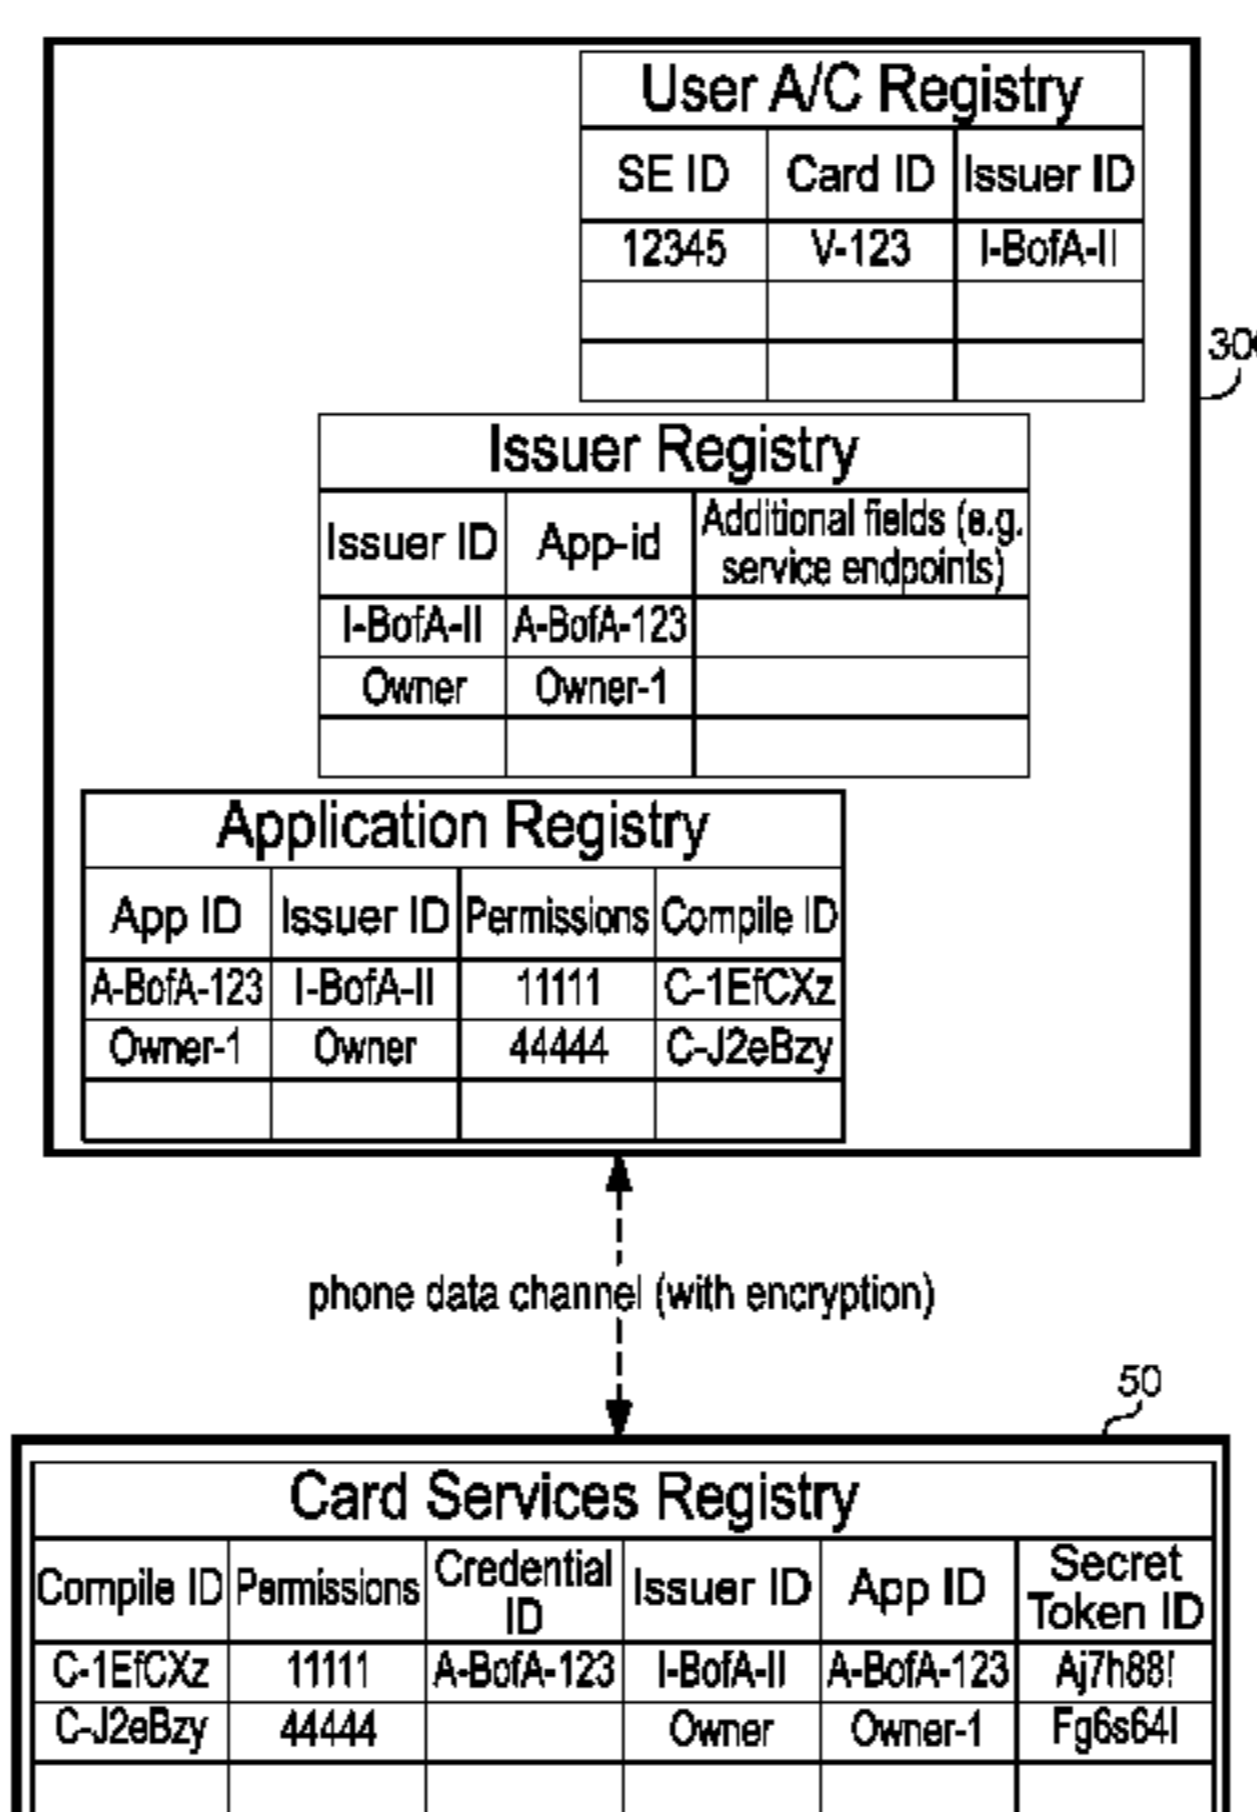 User A/C Registry
SE ID Card ID Issuer ID
12345 V-123 I-BofA-II
300
Issuer Registry
Issuer ID App-id Additional fields (e.g. service endpoints)
I-BofA-II A-BofA-123
Owner Owner-1
Application Registry
App ID Issuer ID Permissions Compile ID
A-BofA-123 I-BofA-II 11111 C-1EfCXz
Owner-1 Owner 44444 C-J2eBzy
phone data channel (with encryption)
50
Card Services Registry
Compile ID Permissions Credential ID Issuer ID App ID Secret Token ID
C-1EfCXz 11111 A-BofA-123 I-BofA-II A-BofA-123 Aj7h88!
C-J2eBzy 44444 Owner Owner-1 Fg6s64I